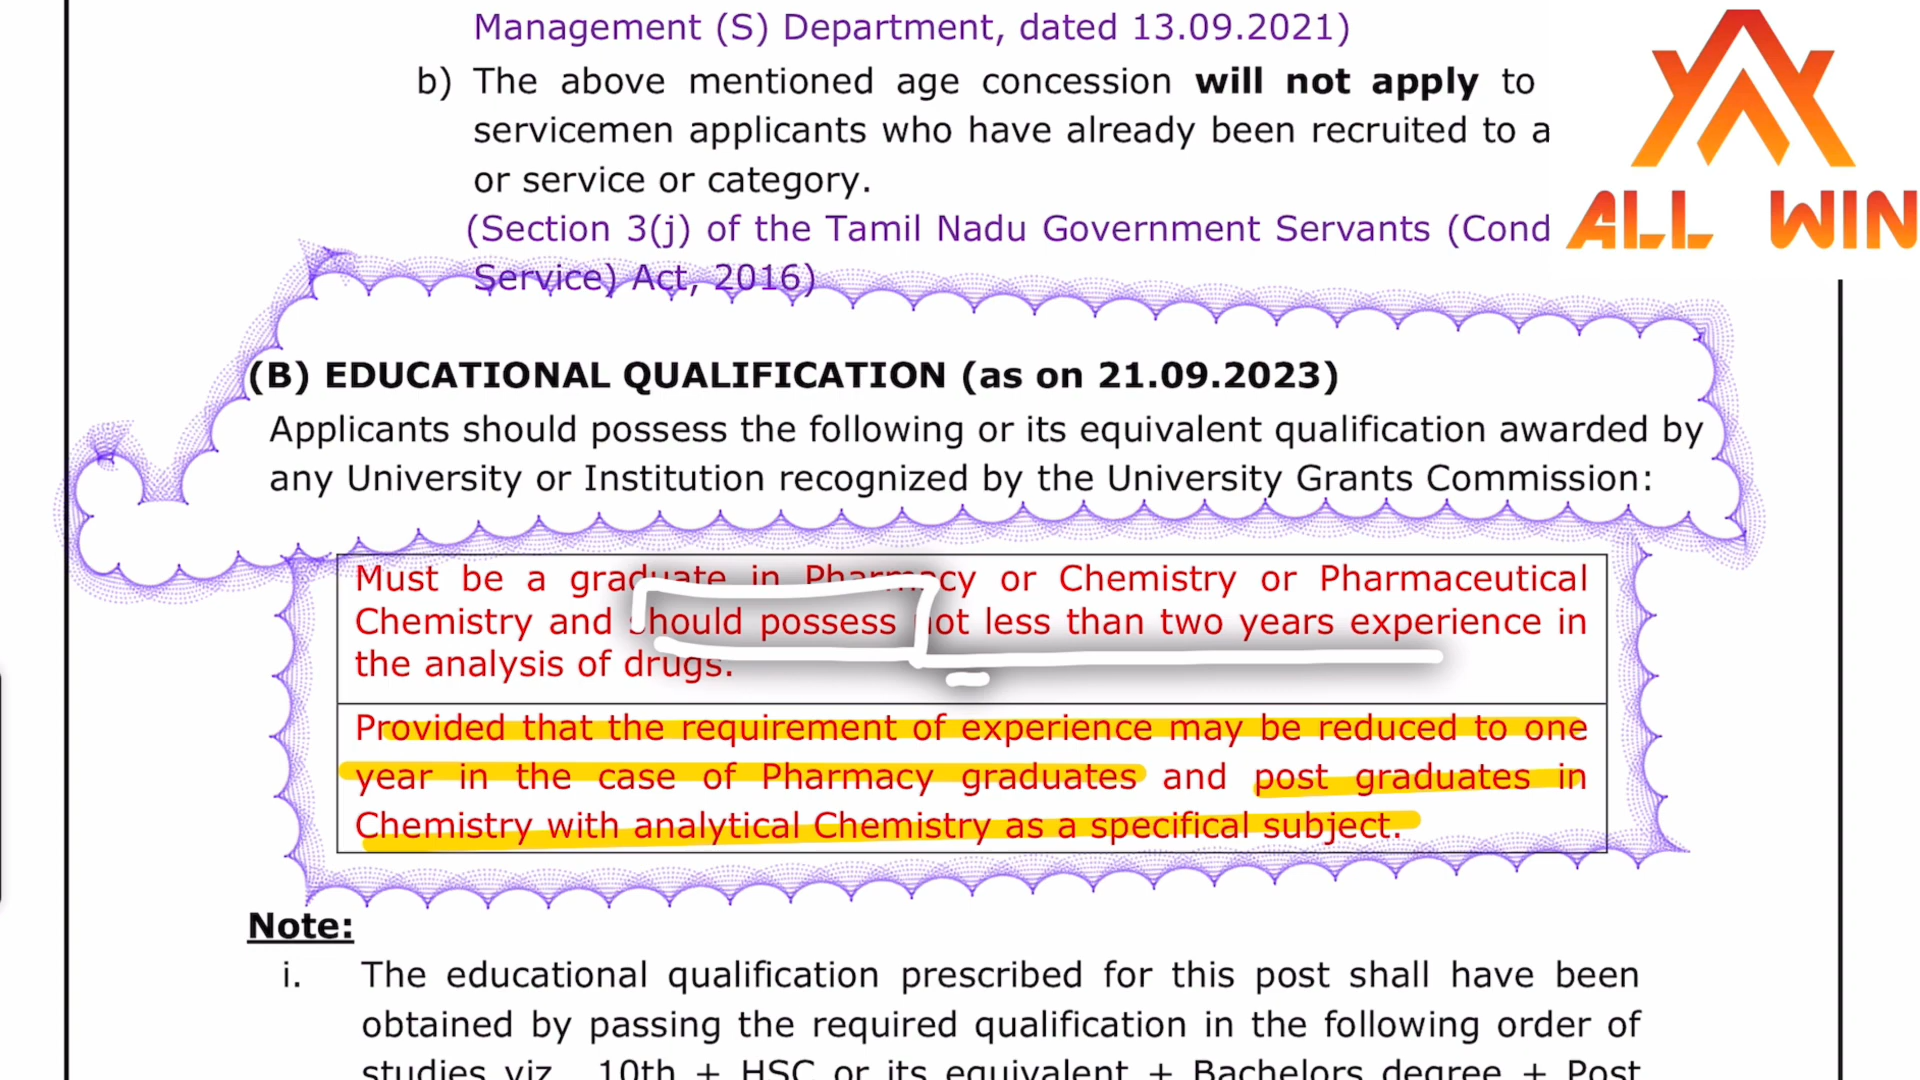 Management (S) Department, dated 13.09.2021)
b) The above mentioned age concession will not apply to
servicemen applicants who have already been recruited to a
or service or category.
(Section 3(j) of the Tamil Nadu Government Servants (Cond
Service) Act, 2016)
ALL WIN
(B) EDUCATIONAL QUALIFICATION (as on 21.09.2023)
Applicants should possess the following or its equivalent qualification awarded by
any University or Institution recognized by the University Grants Commission:
Must be a graduate in Pharmacy or Chemistry or Pharmaceutical
Chemistry and should possess not less than two years experience in
the analysis of drugs.
Provided that the requirement of experience may be reduced to one
year in the case of Pharmacy graduates and post graduates in
Chemistry with analytical Chemistry as a specifical subject.
Note:
i. The educational qualification prescribed for this post shall have been
obtained by passing the required qualification in the following order of
studies viz., 10th + HSC or its equivalent + Bachelors degree + Post